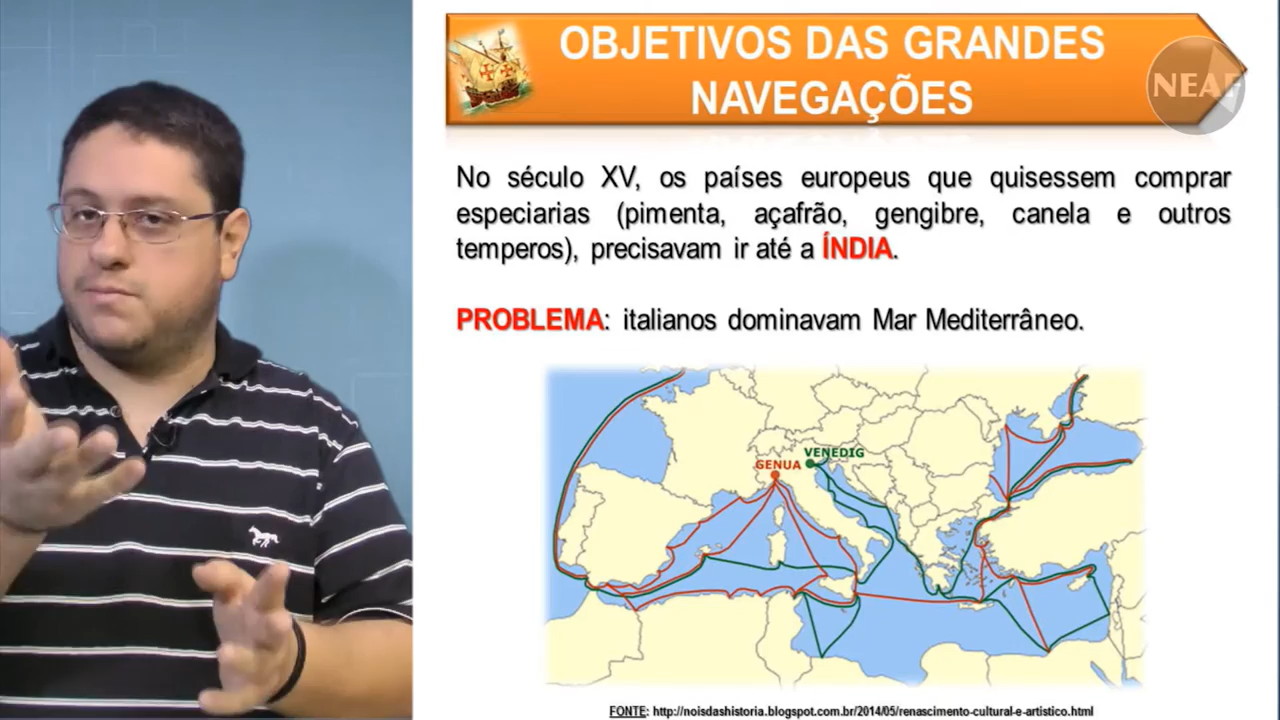 OBJETIVOS DAS GRANDES
NAVEGAÇÕES
NEAF
No século XV, os países europeus que quisessem comprar
especiarias (pimenta, açafrão, gengibre, canela e outros
temperos), precisavam ir até a ÍNDIA.
PROBLEMA: italianos dominavam Mar Mediterrâneo.
VENEDIG
GENUA
FONTE: http://noisdashistoria.blogspot.com.br/2014/05/renascimento-cultural-e-artistico.html